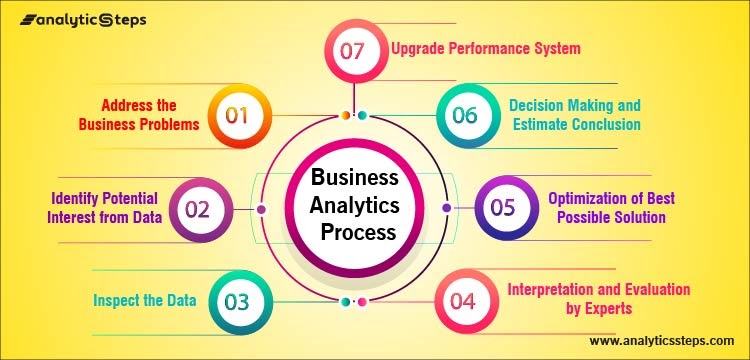 analyticSteps
07
Upgrade Performance System
Address the
Business Problems
01
06
Decision Making and
Estimate Conclusion
Identify Potential
Interest from Data
02
Business
Analytics
Process
05
Optimization of Best
Possible Solution
Inspect the Data
03
04
Interpretation and Evaluation
by Experts
www.analyticssteps.com